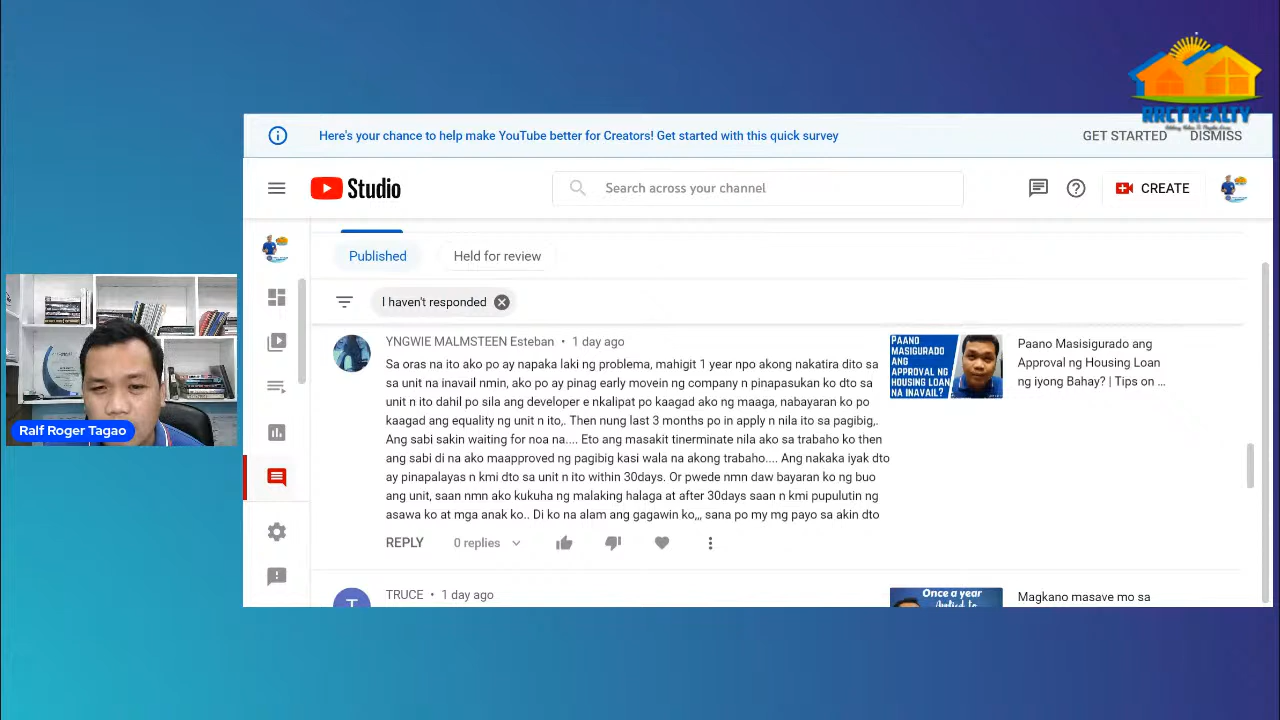 RRCT REALTY
Here's your chance to help make YouTube better for Creators! Get started with this quick survey
GET STARTED
DISMISS
Studio
Search across your channel
CREATE
Published
Held for review
I haven't responded
YNGWIE MALMSTEEN Esteban • 1 day ago
Sa oras na ito ako po ay napaka laki ng problema, mahigit 1 year npo akong nakatira dito sa
sa unit na inavail nmin, ako po ay pinag early movein ng company n pinapasukan ko dto sa
unit n ito dahil po sila ang developer e nkalipat po kaagad ako ng maaga, nabayaran ko po
kaagad ang equality ng unit n ito,. Then nung last 3 months po in apply n nila ito sa pagibig,.
Ang sabi sakin waiting for noa na.... Eto ang masakit tinerminate nila ako sa trabaho ko then
ang sabi di na ako maapproved ng pagibig kasi wala na akong trabaho.... Ang nakaka iyak dto
ay pinapalayas n kmi dto sa unit n ito within 30days. Or pwede nmn daw bayaran ko ng buo
ang unit, saan nmn ako kukuha ng malaking halaga at after 30days saan n kmi pupulutin ng
asawa ko at mga anak ko.. Di ko na alam ang gagawin ko,,, sana po my mg payo sa akin dto
REPLY
0 replies
PAANO
MASIGURADO
ANG
APPROVAL NG
HOUSING LOAN
NA INAVAIL?
Paano Masigurado ang
Approval ng Housing Loan
ng iyong Bahay? | Tips on ...
Ralf Roger Tagao
T
TRUCE • 1 day ago
Once a year
Applied to
Magkano masave mo sa